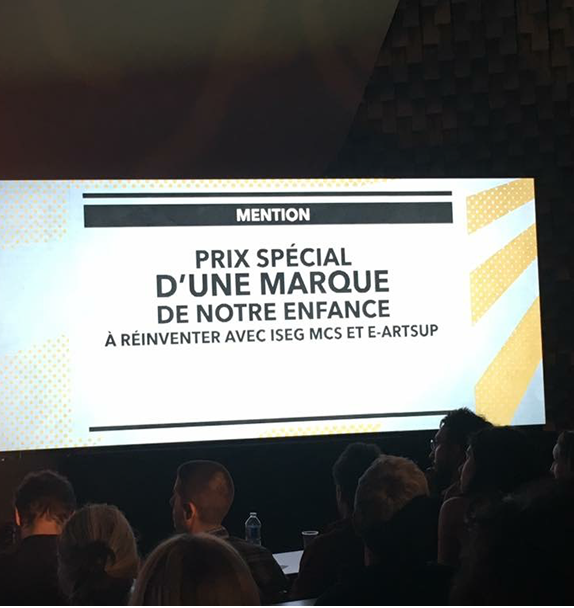 MENTION
PRIX SPÉCIAL
D'UNE MARQUE
DE NOTRE ENFANCE
À RÉINVENTER AVEC ISEG MCS ET E-ARTSUP